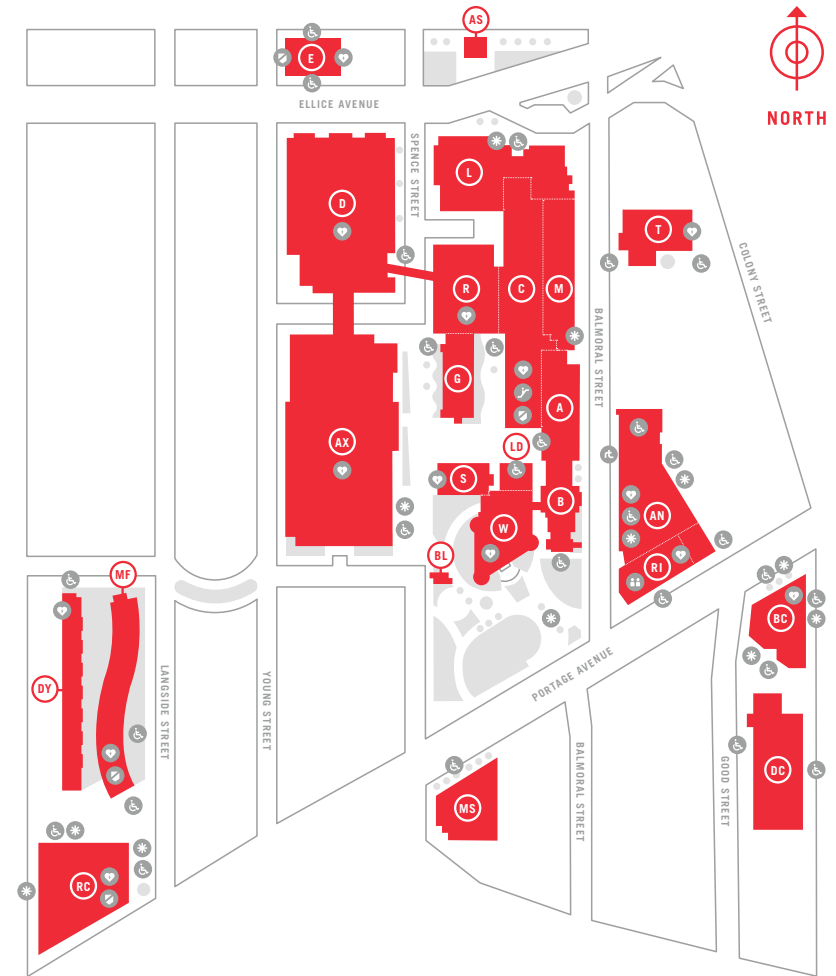 AS
E
ELLICE AVENUE
NORTH
SPENCE STREET
L
D
T
COLONY STREET
R
C
M
BALMORAL STREET
G
A
AX
LD
S
B
AN
W
BL
RI
MF
BC
DY
LANGSIDE STREET
YOUNG STREET
PORTAGE AVENUE
BALMORAL STREET
GOOD STREET
DC
MS
RC